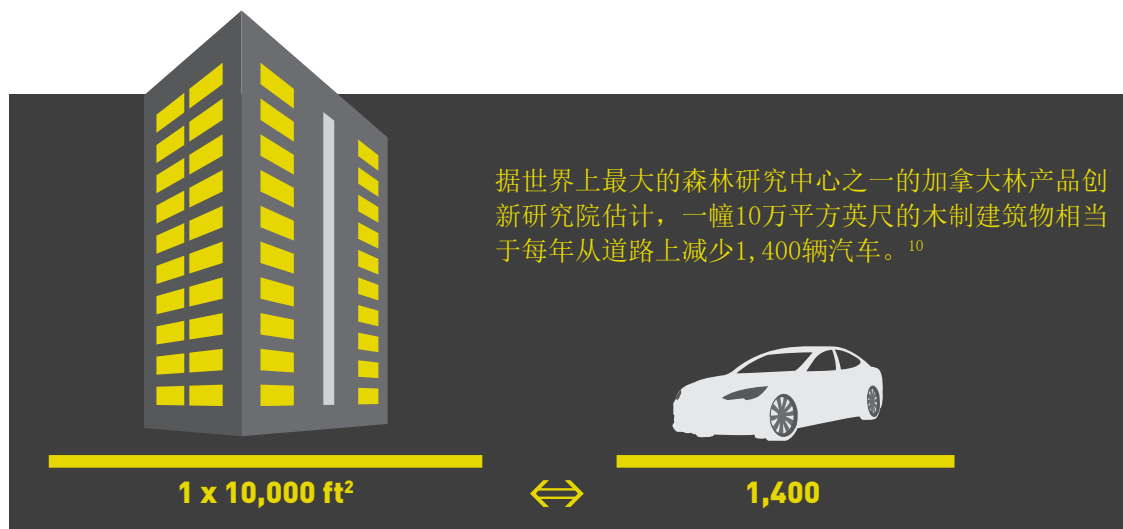 据世界上最大的森林研究中心之一的加拿大林产品创
新研究院估计，一幢10万平方英尺的木制建筑物相当
于每年从道路上减少1,400辆汽车。¹⁰
1 x 10,000 ft²
1,400